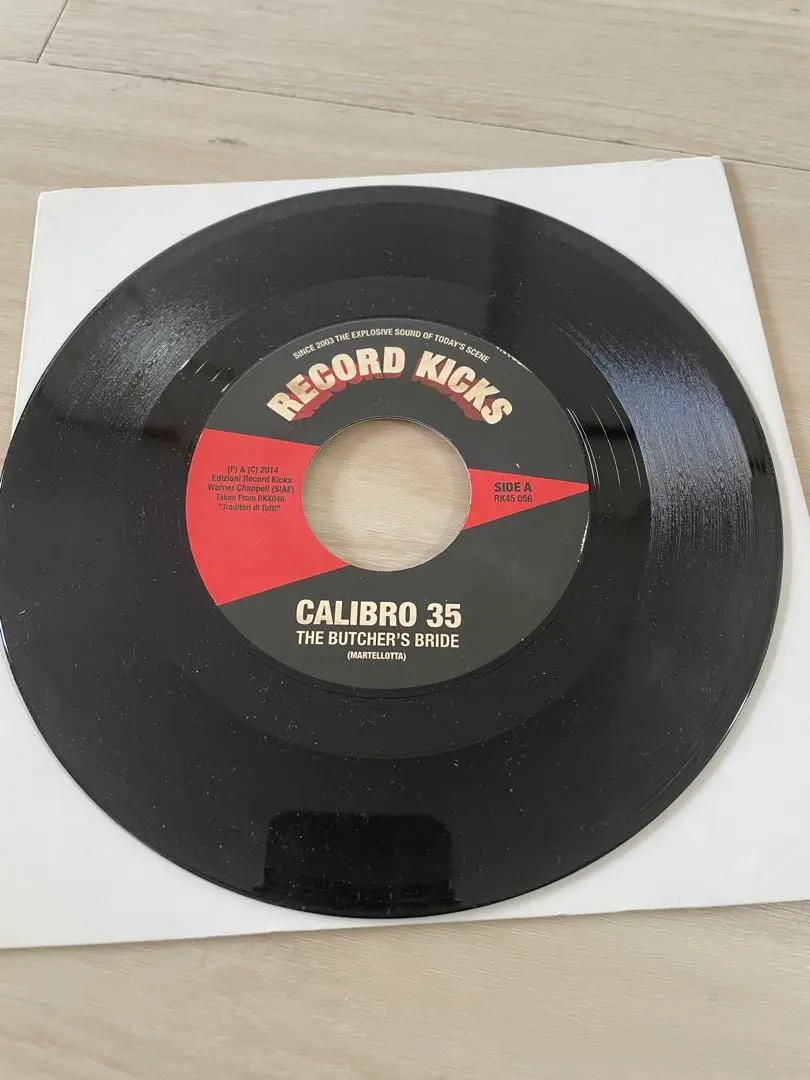 SINCE 2003 THE EXPLOSIVE SOUND OF TODAY'S SCENE
RECORD KICKS
(P) & (C) 2014
Edizioni Record Kicks
Warner Chappell (SIAE)
Taken From RKX046
"Traditori di Tutti"
SIDE A
RK45 056
CALIBRO 35
THE BUTCHER'S BRIDE
(MARTELLOTTA)